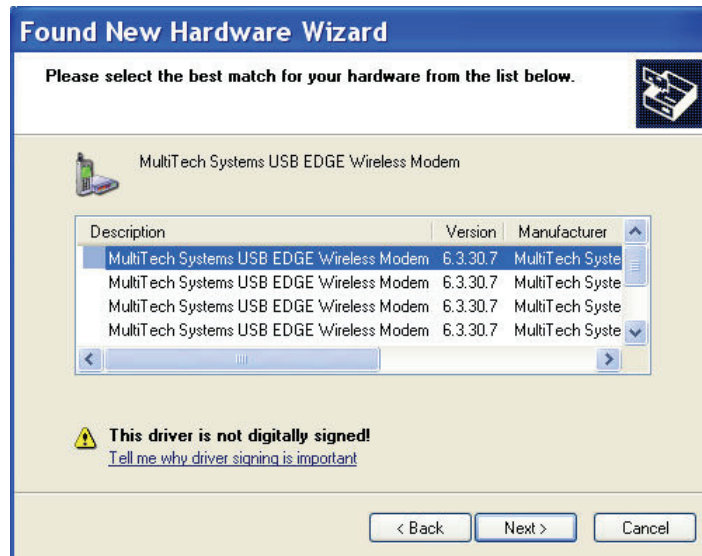 Found New Hardware Wizard
Please select the best match for your hardware from the list below.
MultiTech Systems USB EDGE Wireless Modem
Description Version Manufacturer
MultiTech Systems USB EDGE Wireless Modem 6.3.30.7 MultiTech Syste
MultiTech Systems USB EDGE Wireless Modem 6.3.30.7 MultiTech Syste
MultiTech Systems USB EDGE Wireless Modem 6.3.30.7 MultiTech Syste
MultiTech Systems USB EDGE Wireless Modem 6.3.30.7 MultiTech Syste
This driver is not digitally signed!
Tell me why driver signing is important
< Back Next > Cancel